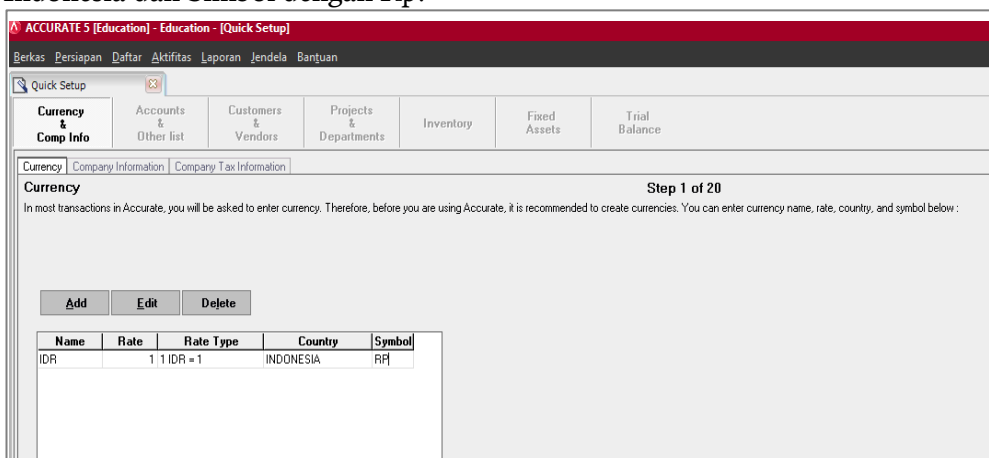 Indonesia dan Simbol dengan Rp.
ACCURATE 5 [Education] - Education - [Quick Setup]
Berkas Persiapan Daftar Aktifitas Laporan Jendela Bantuan
Quick Setup
Currency & Comp Info
Accounts & Other list
Customers & Vendors
Projects & Departments
Inventory
Fixed Assets
Trial Balance
Currency Company Information Company Tax Information
Currency Step 1 of 20
In most transactions in Accurate, you will be asked to enter currency. Therefore, before you are using Accurate, it is recommended to create currencies. You can enter currency name, rate, country, and symbol below :
Add Edit Delete
Name Rate Rate Type Country Symbol
IDR 1 1 IDR = 1 INDONESIA RP